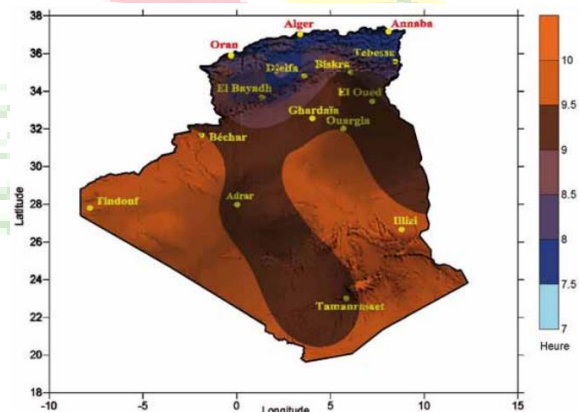 38
36
34
32
30
28
26
24
22
20
18
Latitude
-10
-5
0
5
10
15
Longitude
Alger
Annaba
Oran
Tebessa
Djelfa
Biskra
El Bayadh
El Oued
Ghardaïa
Ouargla
Béchar
Tindouf
Adrar
Illizi
Tamanrasset
10
9.5
9
8.5
8
7.5
7
Heure